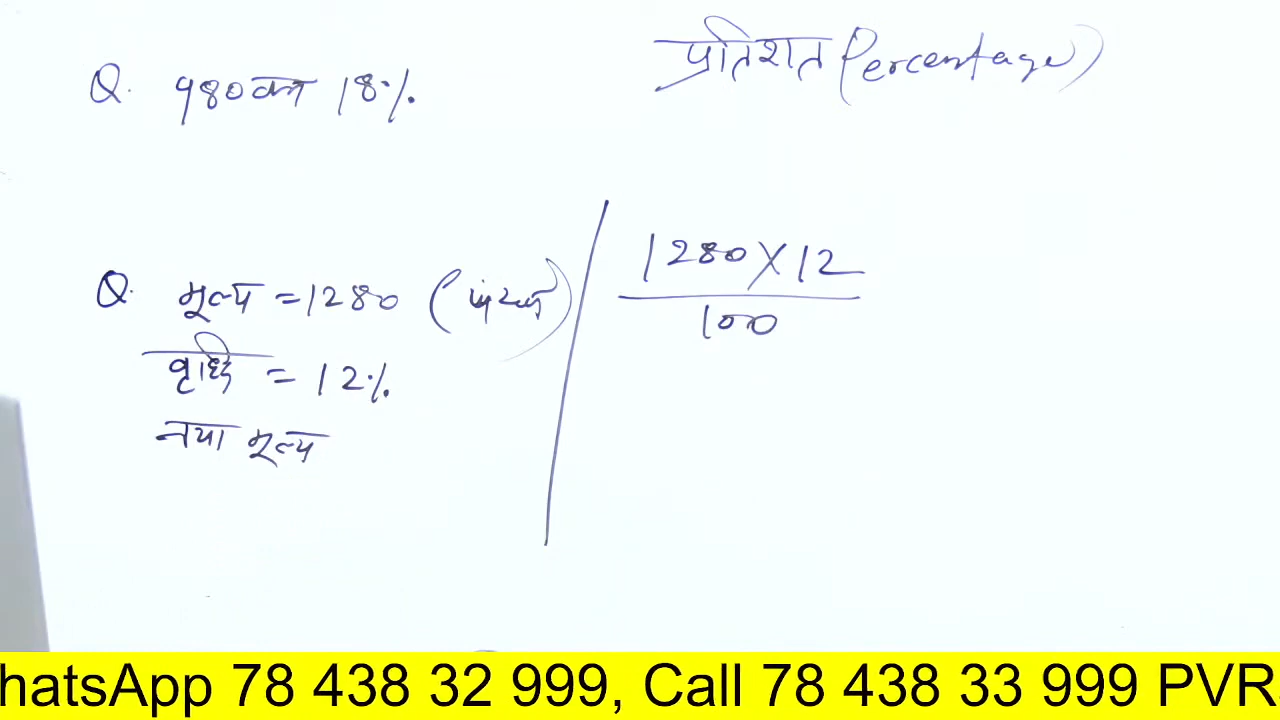 प्रतिशत (Percentage)
Q. 980 का 18%
Q. मूल्य = 1280
वृद्धि = 12%
नया मूल्य
1280 X 12
100
hatsApp 78 438 32 999, Call 78 438 33 999 PVR